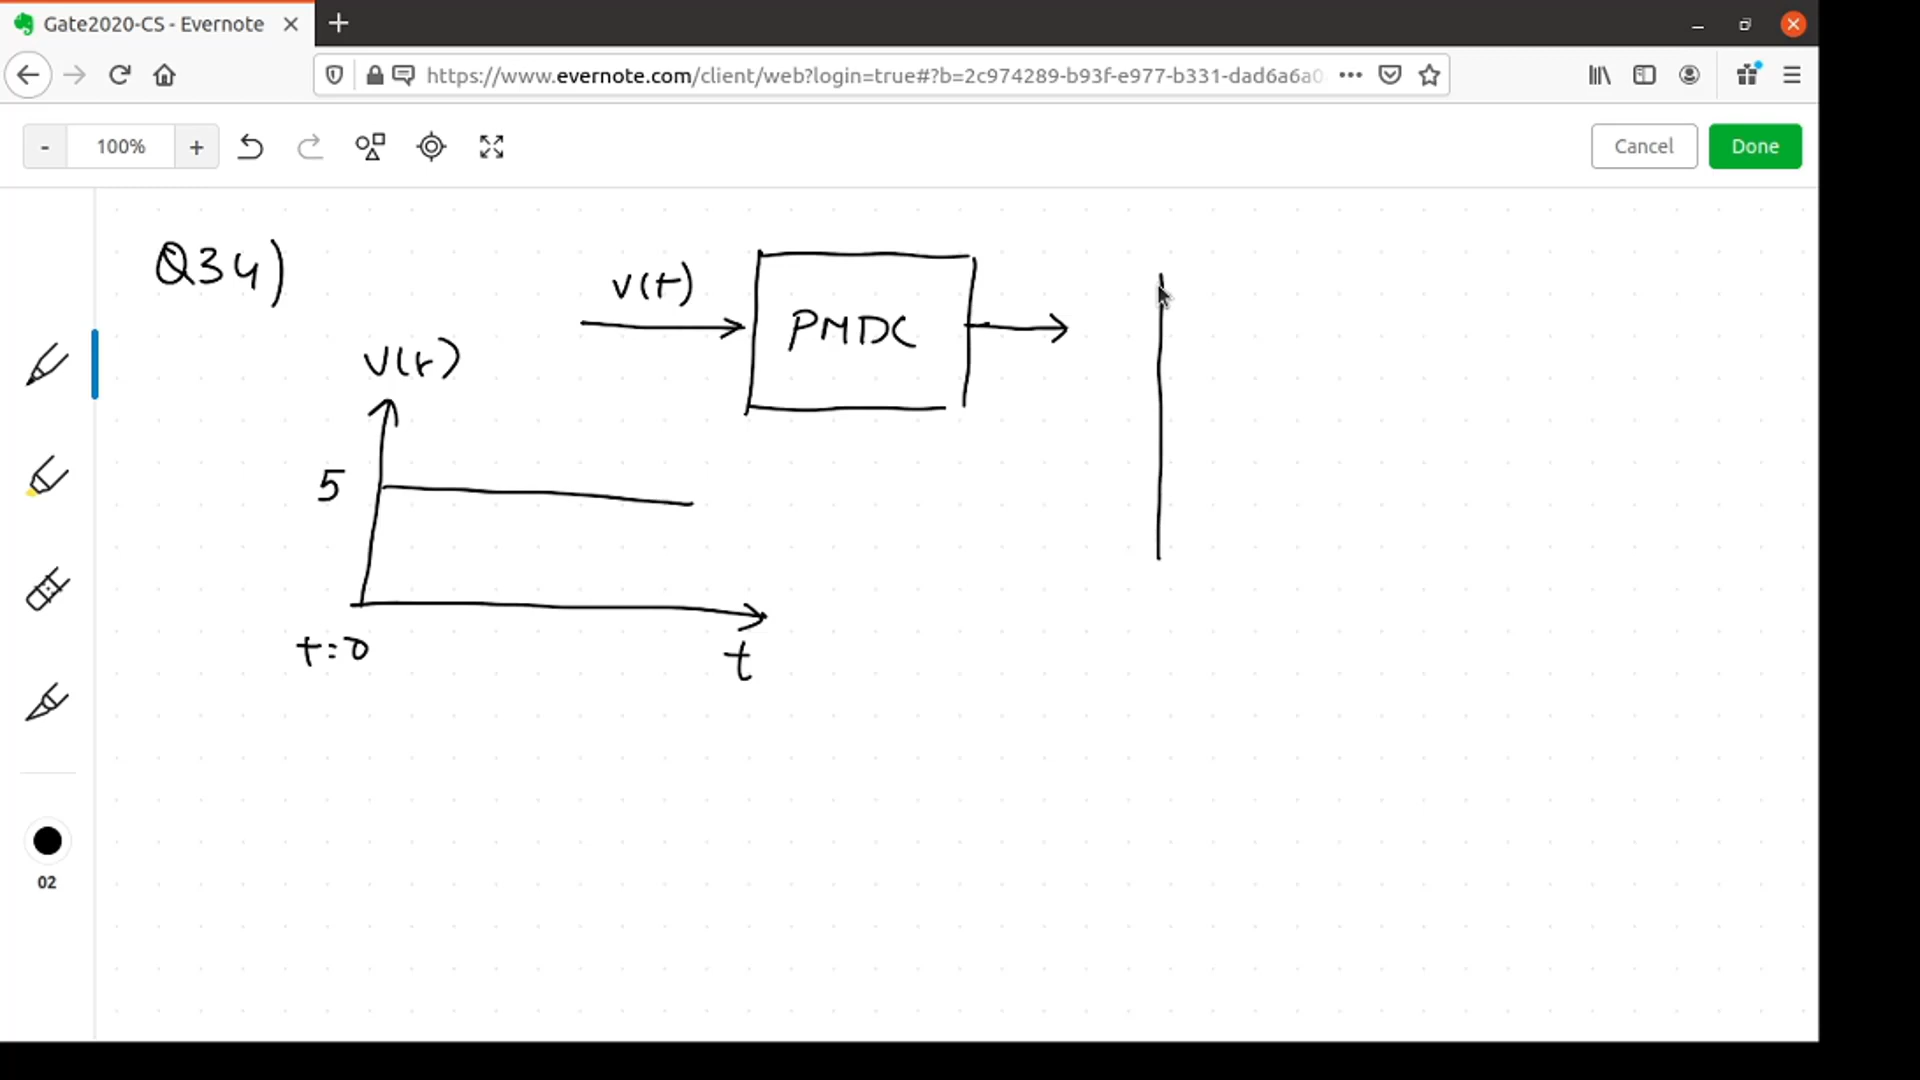 Gate2020-CS - Evernote
https://www.evernote.com/client/web?login=true#?b=2c974289-b93f-e977-b331-dad6a6a0
- 100% +
Cancel Done
Q34)
v(t)
PMDC
v(t)
5
t=0
t
02